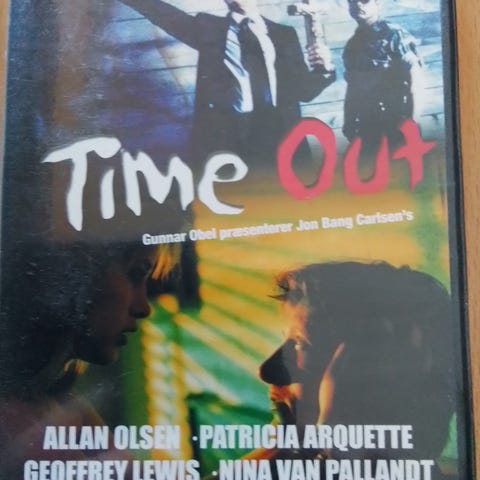 Time Out
Gunnar Obel præsenterer Jon Bang Carlsen's
ALLAN OLSEN · PATRICIA ARQUETTE
GEOFFREY LEWIS · NINA VAN PALLANDT